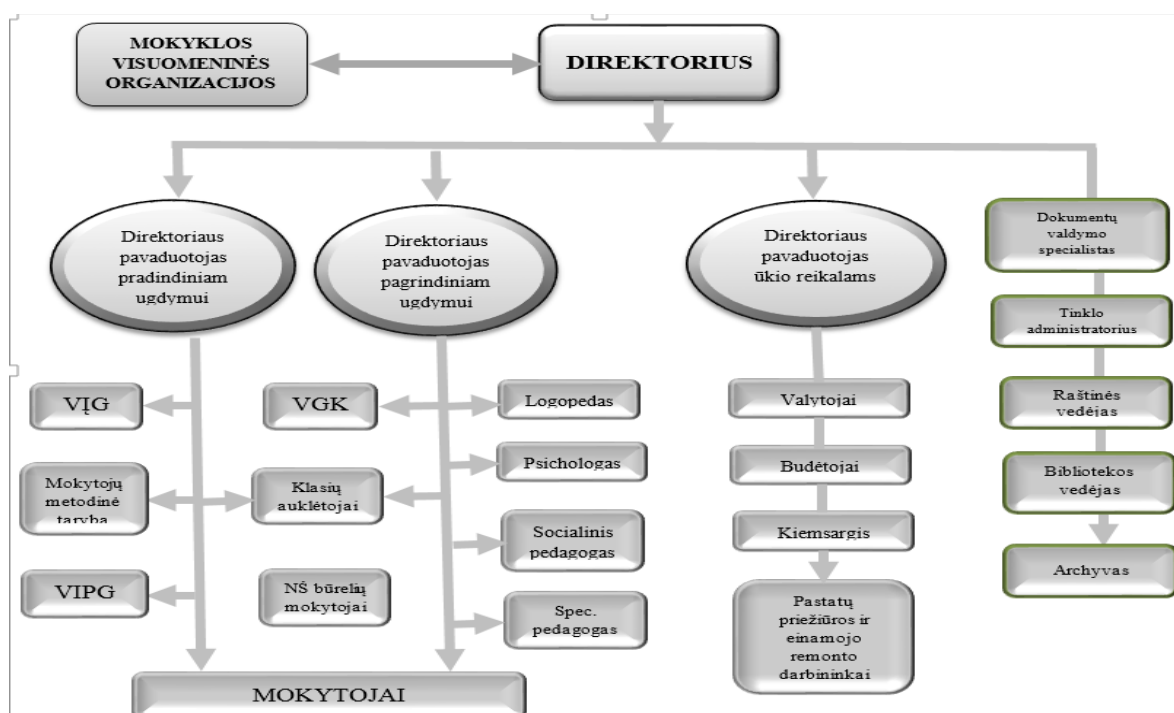 MOKYKLOS
VISUOMENINĖS
ORGANIZACIJOS
DIREKTORIUS
Direktoriaus
pavaduotojas
pradindiniam
ugdymui
Direktoriaus
pavaduotojas
pagrindiniam
ugdymui
Direktoriaus
pavaduotojas
ūkio reikalams
Dokumentų
valdymo
specialistas
Tinklo
administratorius
Raštinės
vedėjas
Bibliotekos
vedėjas
Archyvas
VĮG
Mokytojų
metodinė
taryba
VIPG
VGK
Klasių
auklėtojai
NŠ būrelių
mokytojai
Logopedas
Psichologas
Socialinis
pedagogas
Spec.
pedagogas
Valytojai
Budėtojai
Kiemsargis
Pastatų
priežiūros ir
einamojo
remonto
darbininkai
MOKYTOJAI